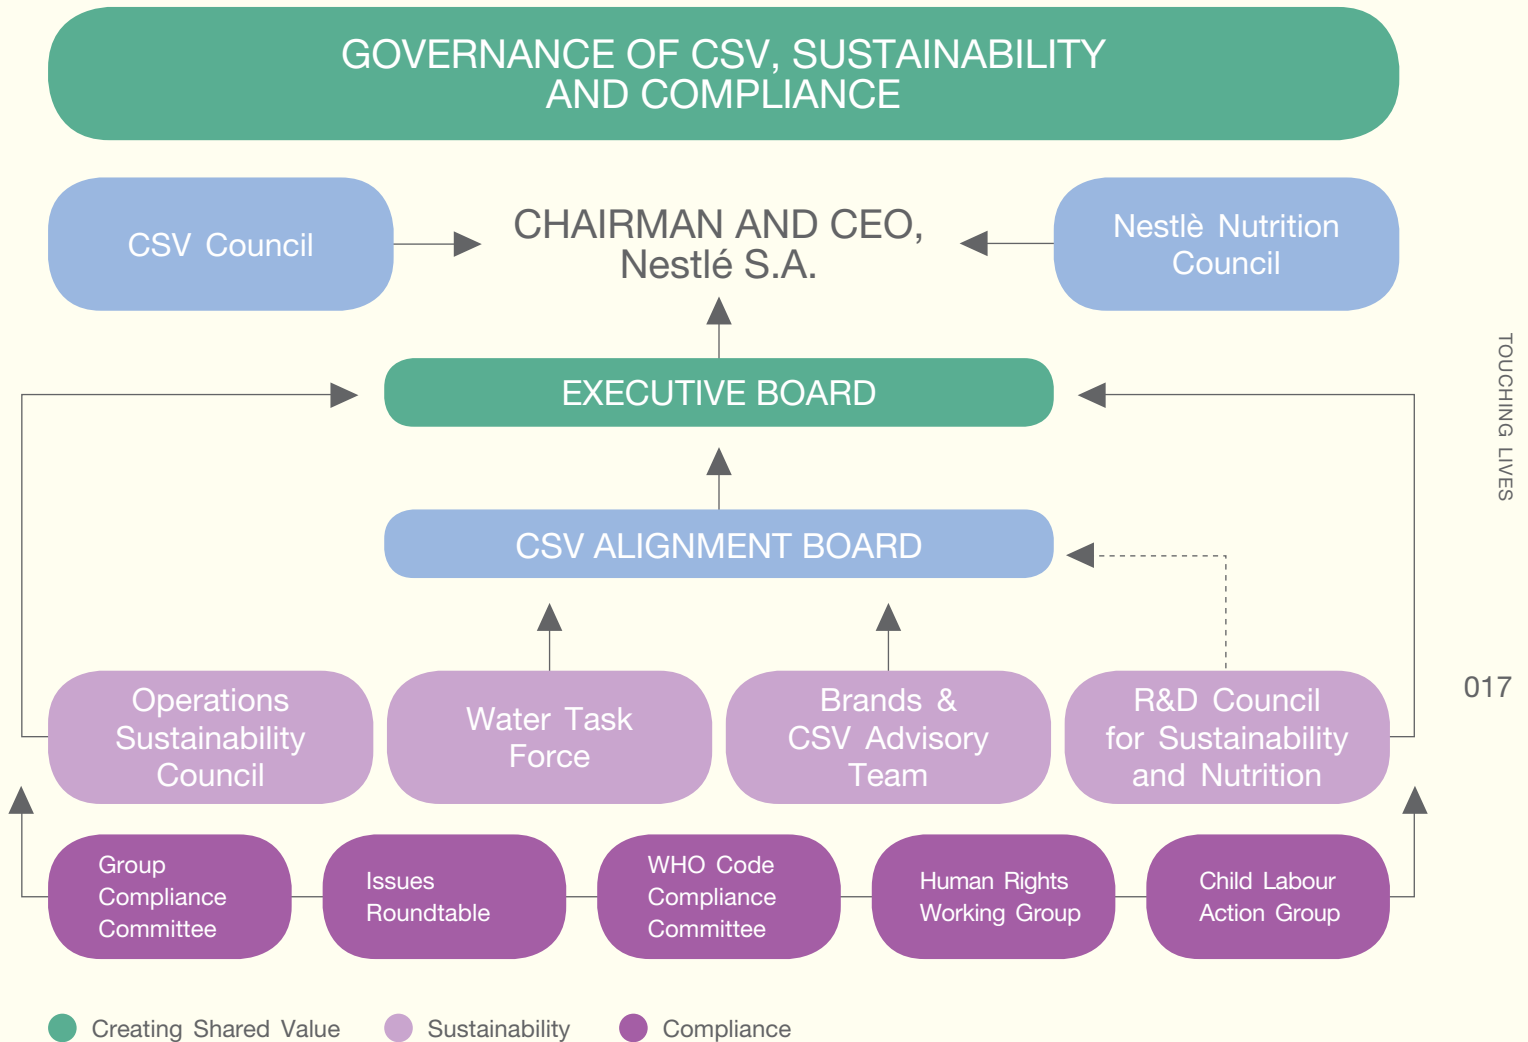 GOVERNANCE OF CSV, SUSTAINABILITY
AND COMPLIANCE
CSV Council
CHAIRMAN AND CEO,
Nestlé S.A.
Nestlè Nutrition
Council
EXECUTIVE BOARD
CSV ALIGNMENT BOARD
Operations
Sustainability
Council
Water Task
Force
Brands &
CSV Advisory
Team
R&D Council
for Sustainability
and Nutrition
Group
Compliance
Committee
Issues
Roundtable
WHO Code
Compliance
Committee
Human Rights
Working Group
Child Labour
Action Group
Creating Shared Value
Sustainability
Compliance
TOUCHING LIVES
017